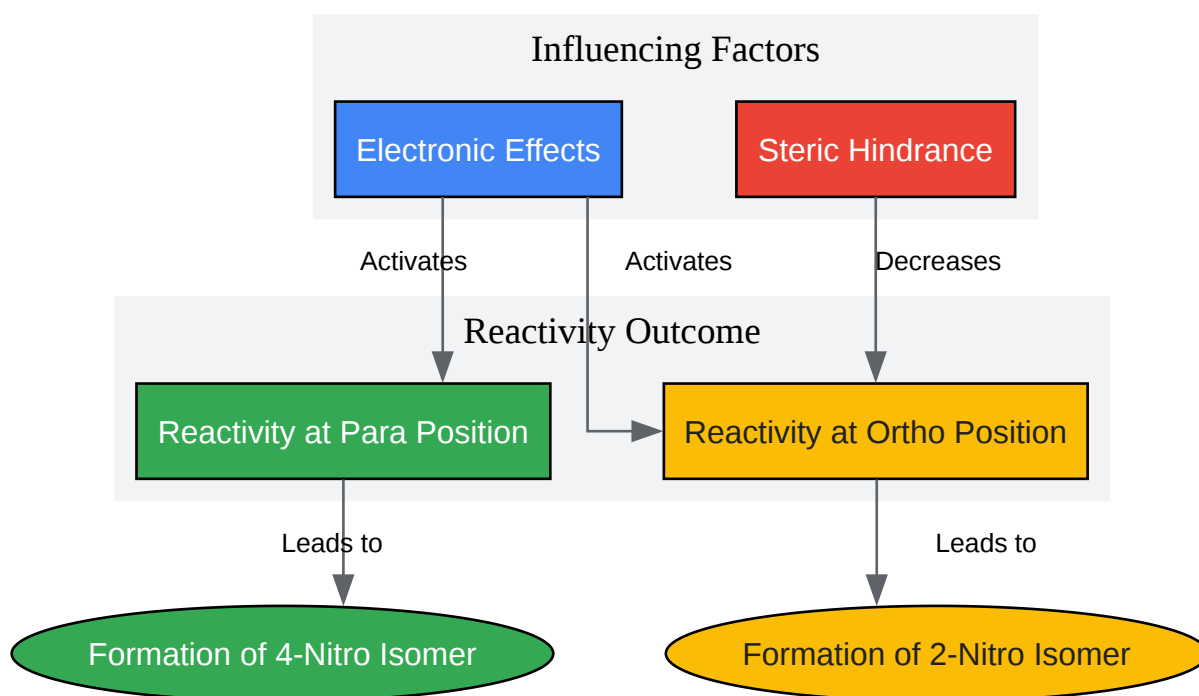 Influencing Factors
Electronic Effects
Steric Hindrance
Activates
Activates
Decreases
Reactivity Outcome
Reactivity at Para Position
Reactivity at Ortho Position
Leads to
Leads to
Formation of 4-Nitro Isomer
Formation of 2-Nitro Isomer